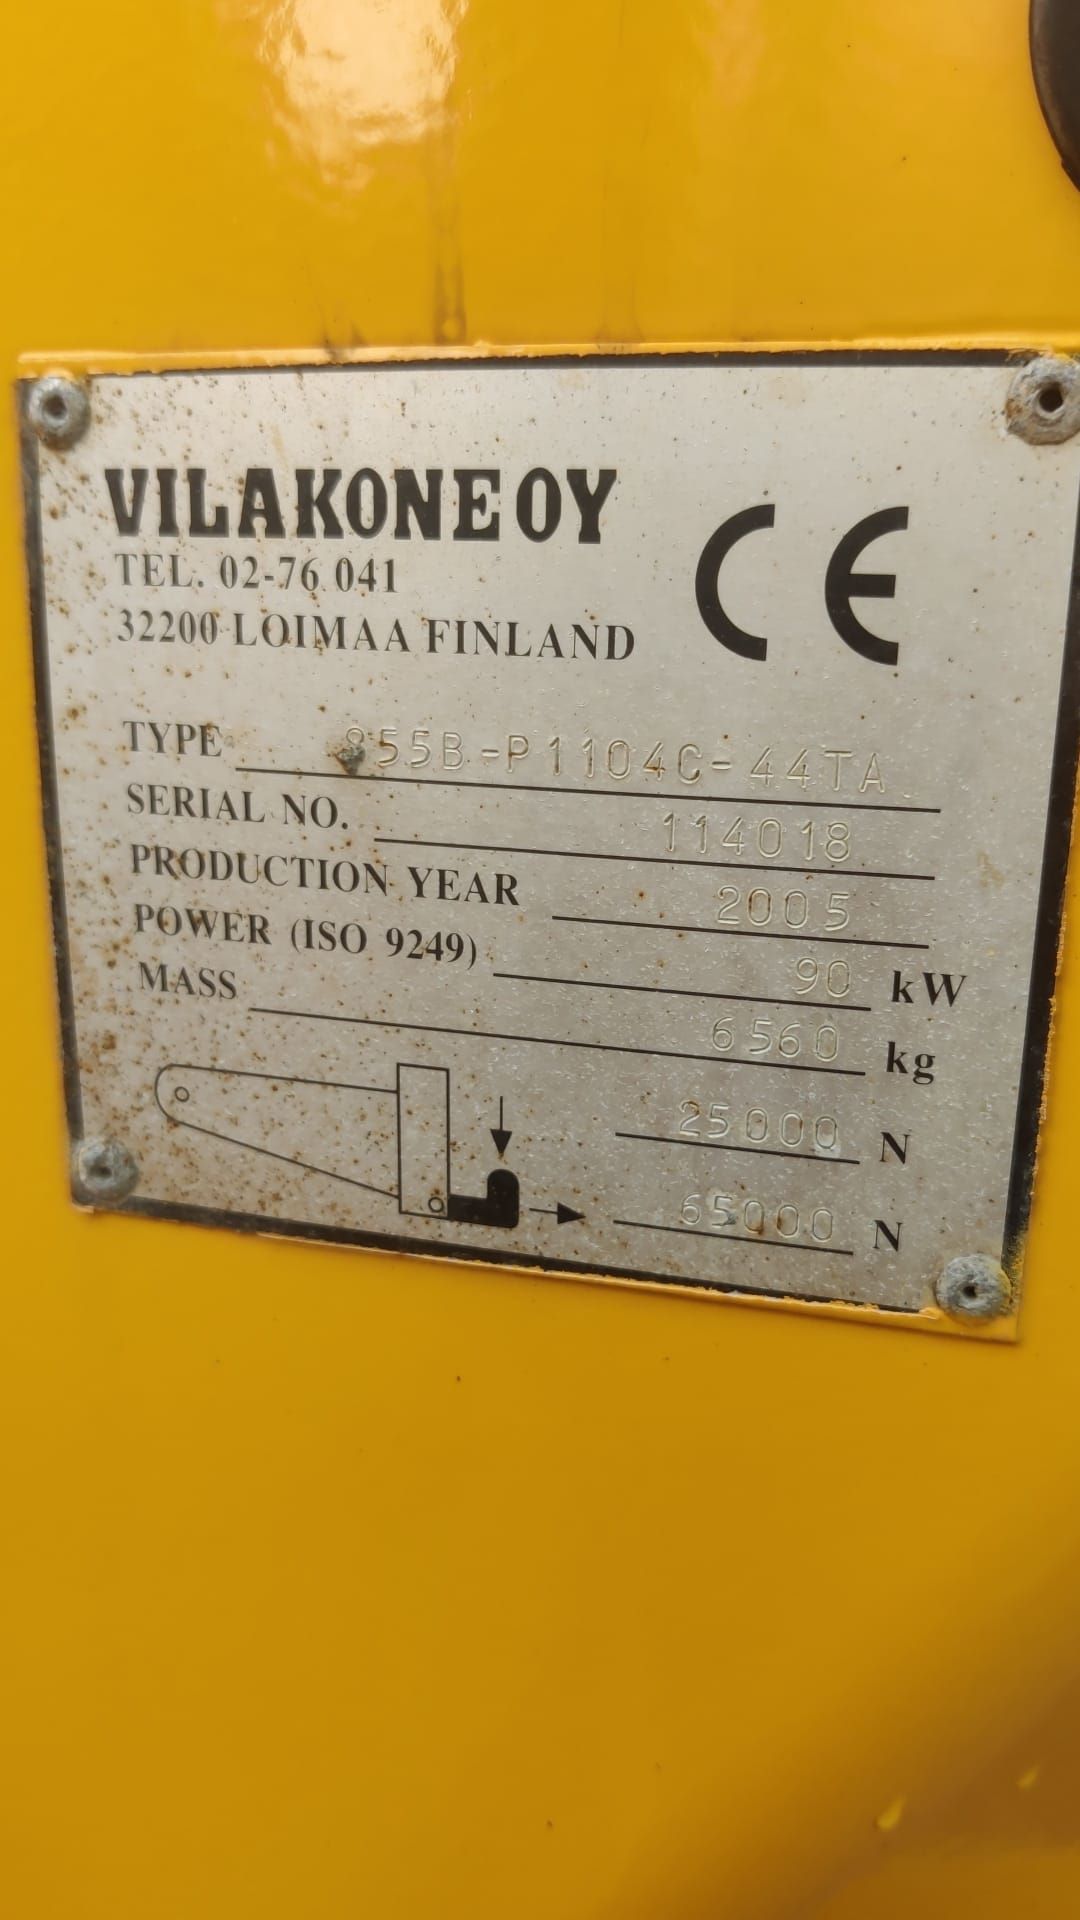 VILAKONE OY
TEL. 02-76 041
32200 LOIMAA FINLAND
CE
TYPE 855B-P1104C-44TA
SERIAL NO. 114018
PRODUCTION YEAR 2005
POWER (ISO 9249) 90 kW
MASS 6560 kg
25000 N
65000 N